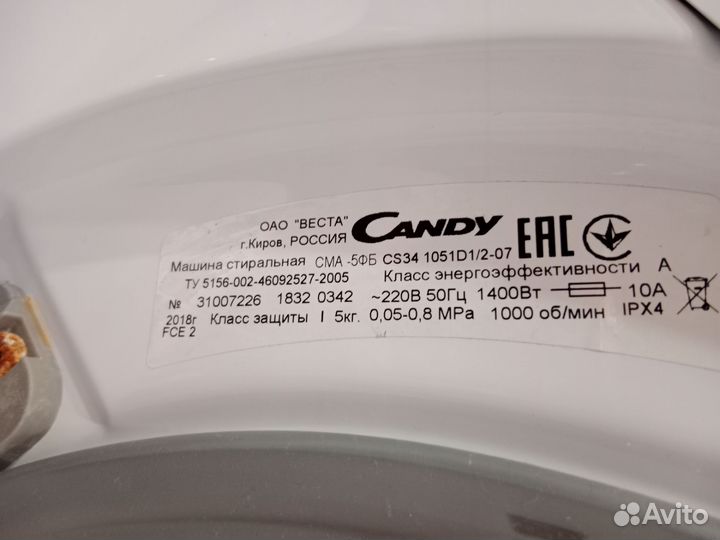 ОАО "ВЕСТА"
г.Киров, РОССИЯ
CANDY
EAC
Машина стиральная СМА -5ФБ CS34 1051D1/2-07
ТУ 5156-002-46092527-2005 Класс энергоэффективности A
№ 31007226 1832 0342 ~220В 50Гц 1400Вт 10А
2018г Класс защиты I 5кг. 0,05-0,8 MPa 1000 об/мин IPX4
FCE 2
Avito